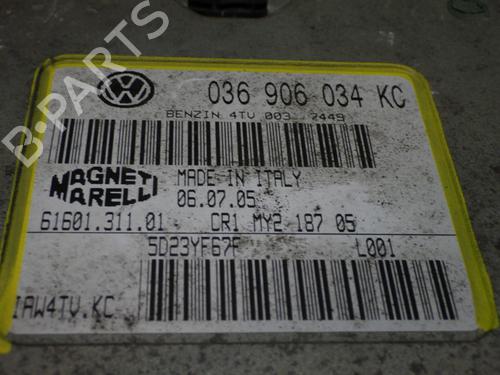 036 906 034 KC
BENZIN 4TV 003 7449
MAGNETI MARELLI
MADE IN ITALY
06.07.05
61601.311.01 CR1 MY2 187 05
5D23YF67F L001
IAW4TV.KC
B-PARTS